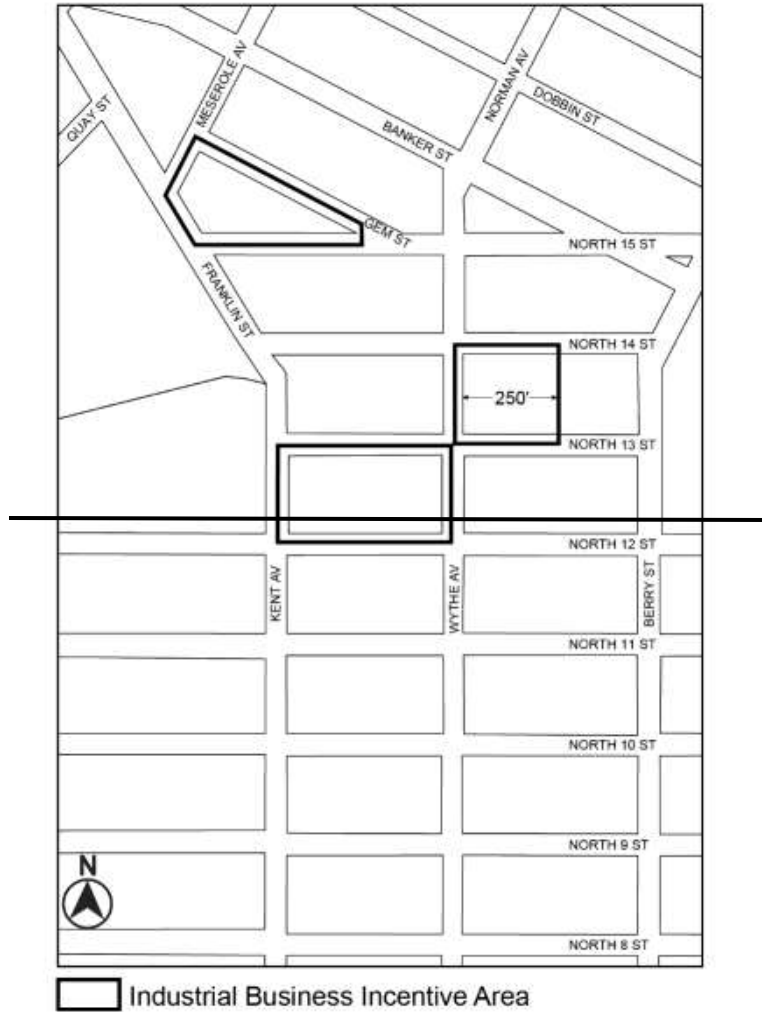 MESEROLE AV
NORMAN AV
DOBBIN ST
QUAY ST
BANKER ST
GEM ST
NORTH 15 ST
FRANKLIN ST
NORTH 14 ST
250'
NORTH 13 ST
NORTH 12 ST
KENT AV
WYTHE AV
BERRY ST
NORTH 11 ST
NORTH 10 ST
NORTH 9 ST
N
NORTH 8 ST
Industrial Business Incentive Area